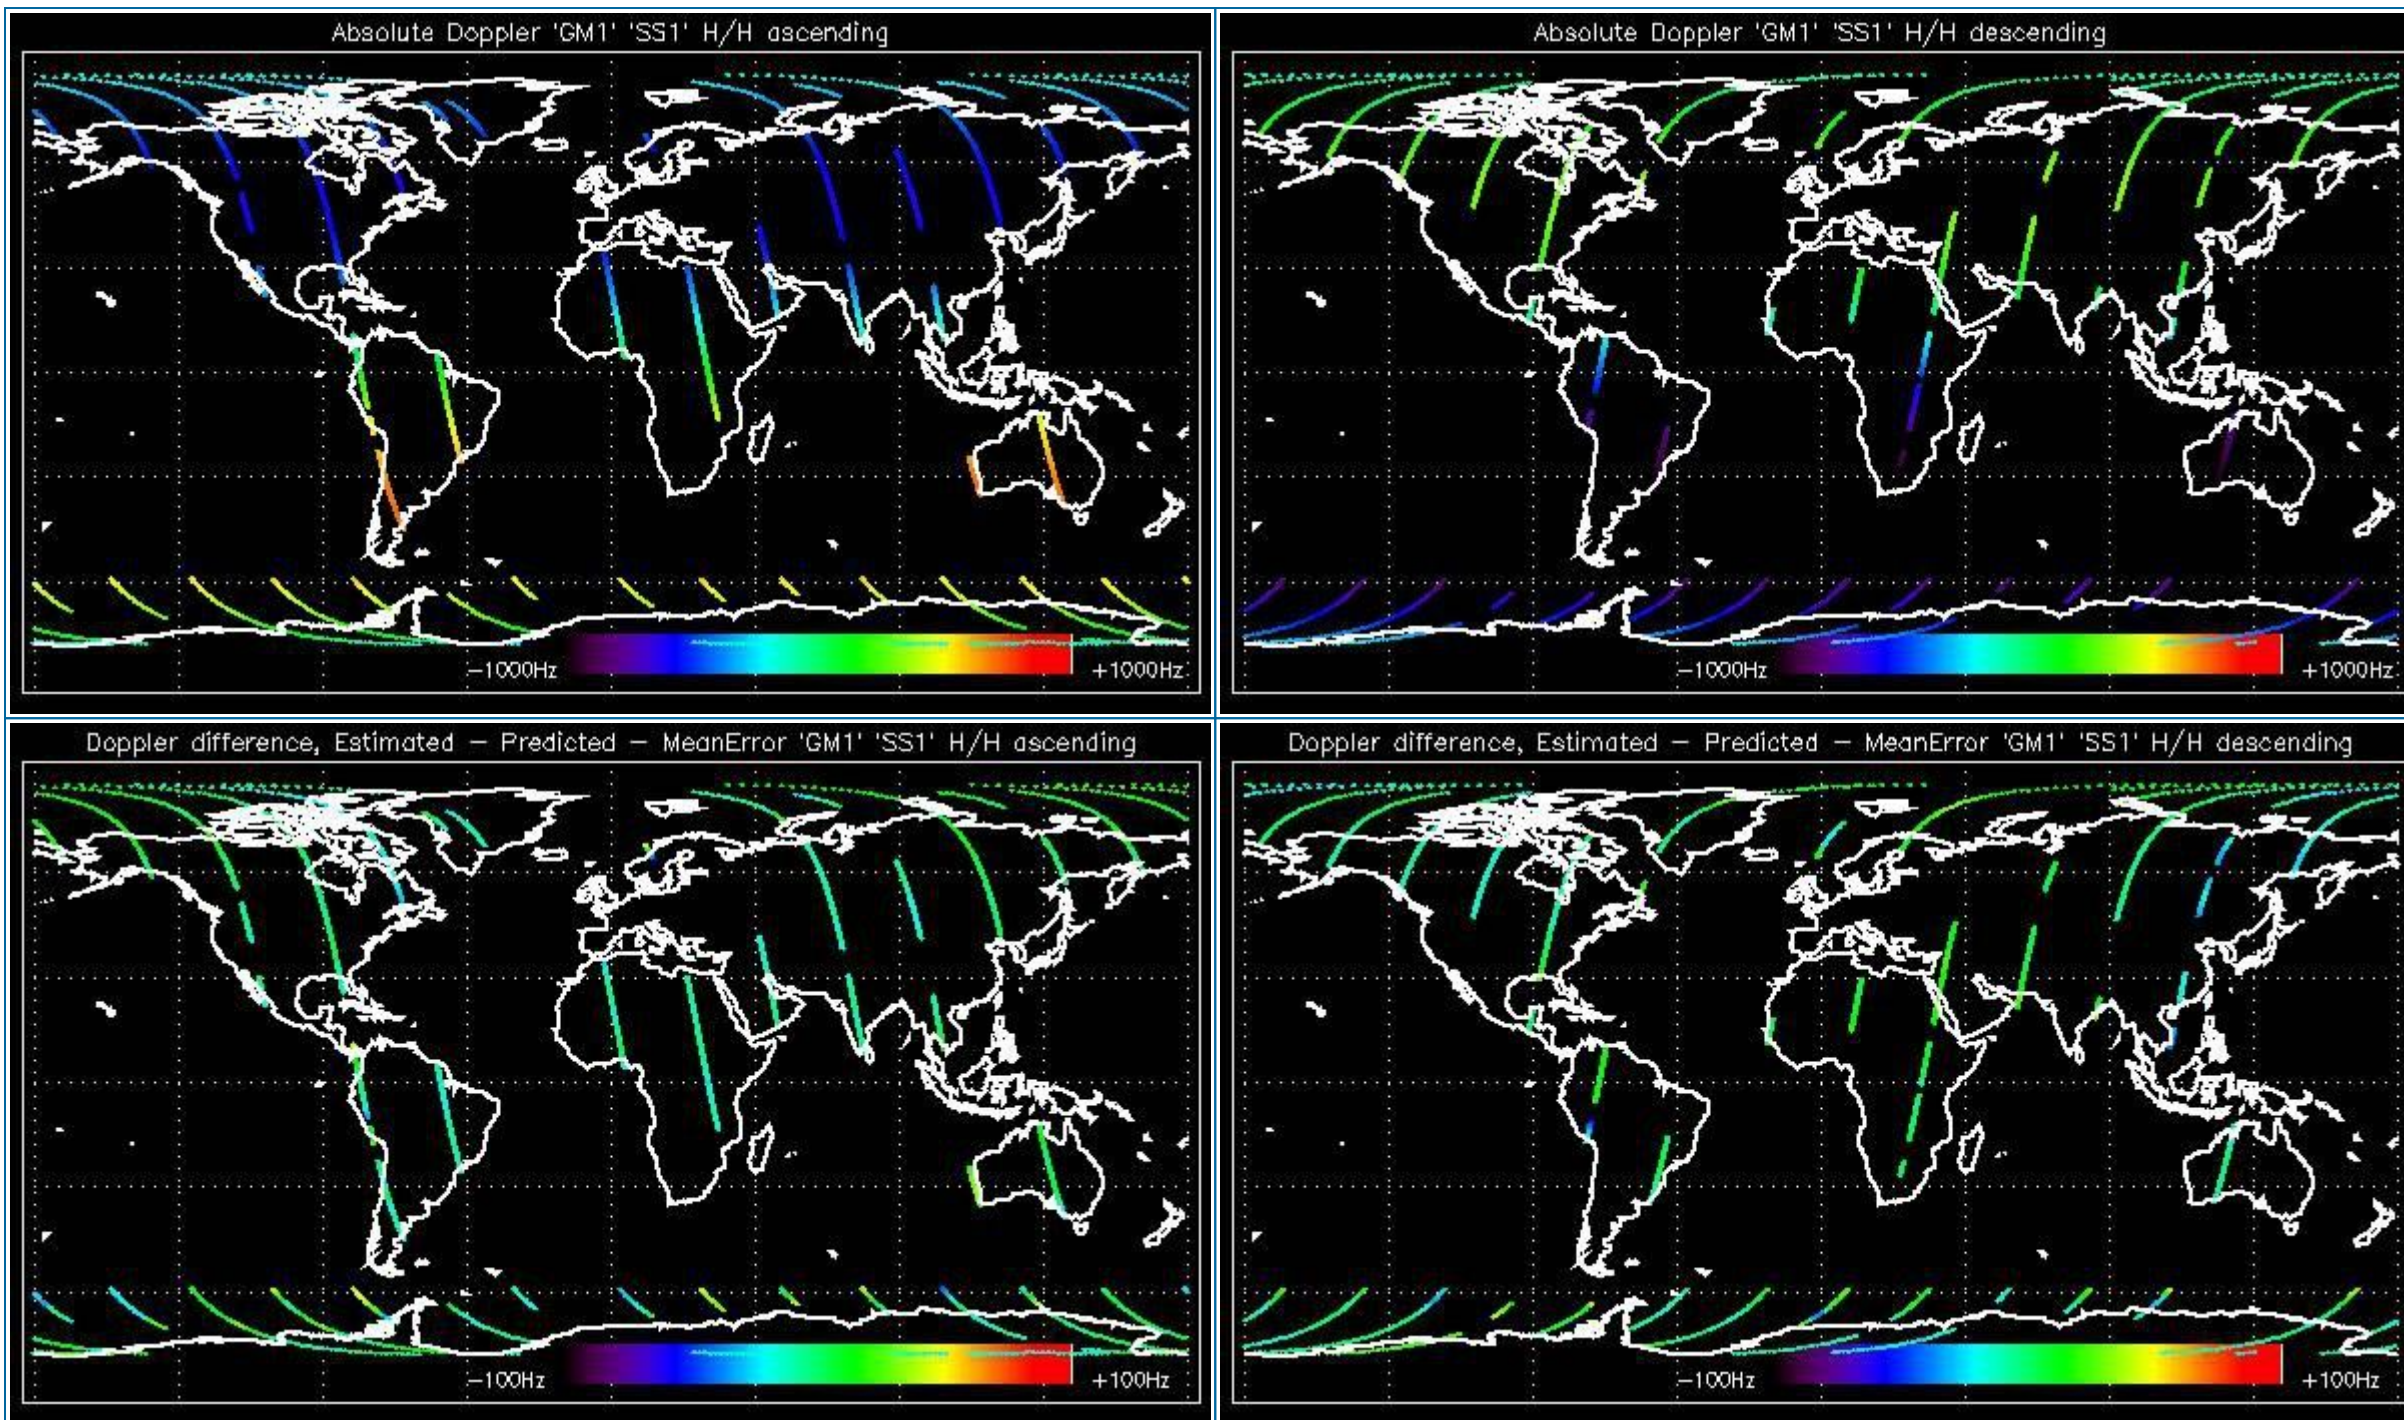 Absolute Doppler 'GM1' 'SS1' H/H ascending
−1000Hz
+1000Hz
Absolute Doppler 'GM1' 'SS1' H/H descending
−1000Hz
+1000Hz
Doppler difference, Estimated − Predicted − MeanError 'GM1' 'SS1' H/H ascending
−100Hz
+100Hz
Doppler difference, Estimated − Predicted − MeanError 'GM1' 'SS1' H/H descending
−100Hz
+100Hz